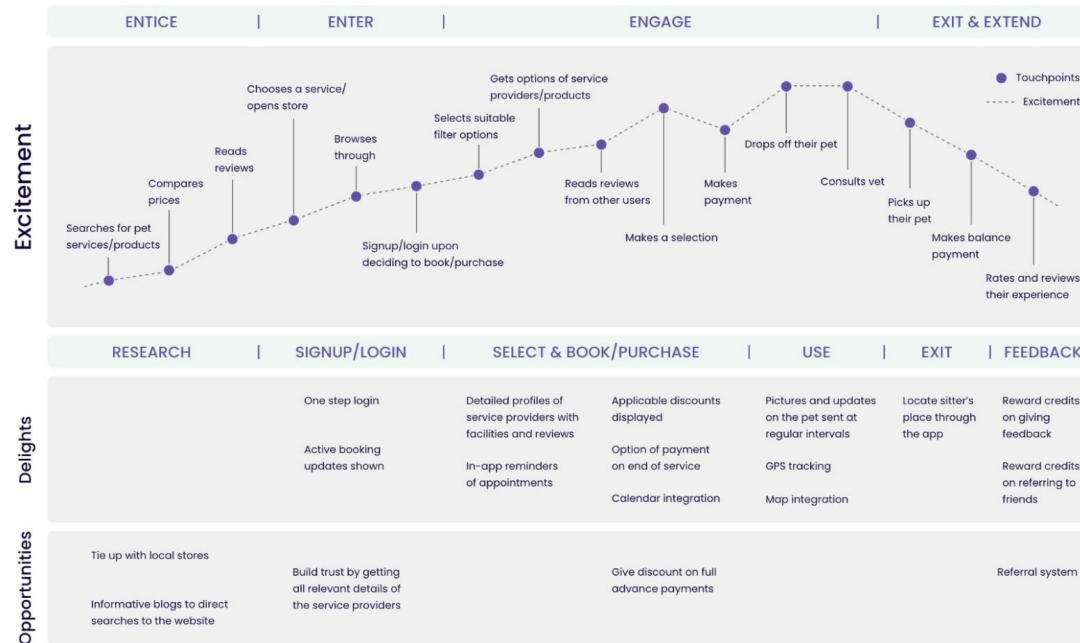 ENTICE | ENTER | ENGAGE | EXIT & EXTEND
Excitement
Touchpoints
Excitement
Searches for pet
services/products
Compares
prices
Reads
reviews
Chooses a service/
opens store
Browses
through
Signup/login upon
deciding to book/purchase
Selects suitable
filter options
Gets options of service
providers/products
Reads reviews
from other users
Makes a selection
Makes
payment
Drops off their pet
Consults vet
Picks up
their pet
Makes balance
payment
Rates and reviews
their experience
RESEARCH | SIGNUP/LOGIN | SELECT & BOOK/PURCHASE | USE | EXIT | FEEDBACK
Delights
One step login
Active booking
updates shown
Detailed profiles of
service providers with
facilities and reviews
In-app reminders
of appointments
Applicable discounts
displayed
Option of payment
on end of service
Calendar integration
Pictures and updates
on the pet sent at
regular intervals
GPS tracking
Map integration
Locate sitter's
place through
the app
Reward credits
on giving
feedback
Reward credits
on referring to
friends
Opportunities
Tie up with local stores
Informative blogs to direct
searches to the website
Build trust by getting
all relevant details of
the service providers
Give discount on full
advance payments
Referral system